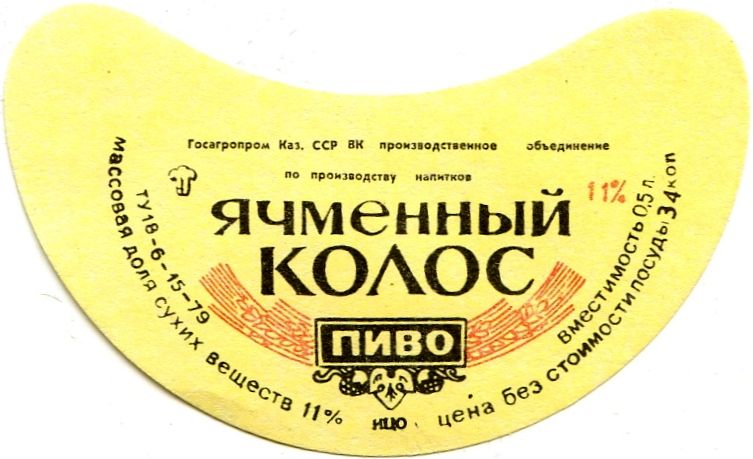 Госагропром Каз. ССР ВК производственное объединение
по производству напитков
ЯЧМЕННЫЙ
КОЛОС
11%
ПИВО
ТУ18-6-15-79
массовая доля сухих веществ 11%
ИЦО
вместимость 0,5 л.
цена без стоимости посуды 34 коп